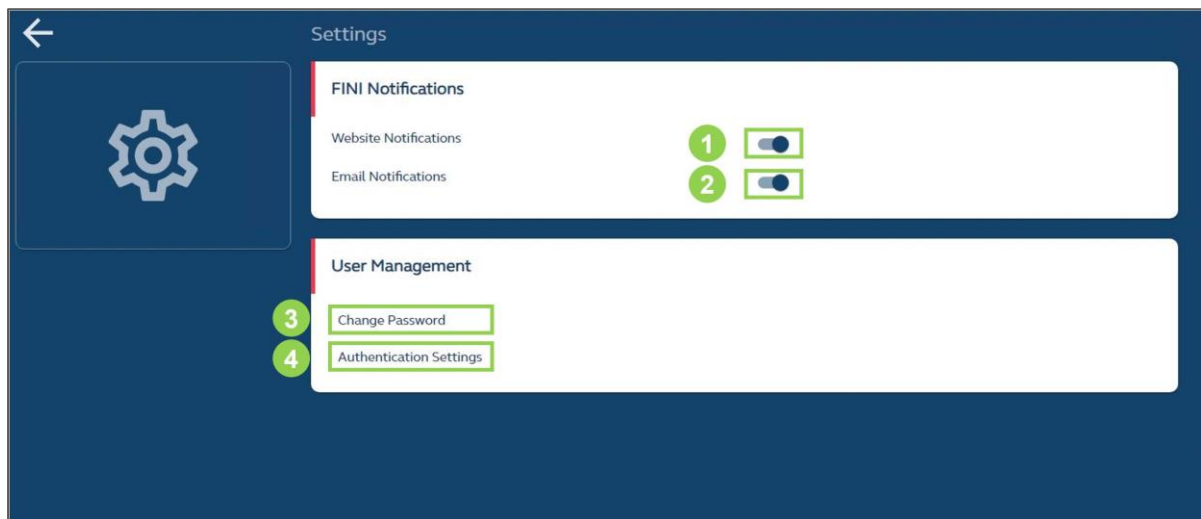 Settings
FINI Notifications
Website Notifications
1
Email Notifications
2
User Management
3
Change Password
4
Authentication Settings